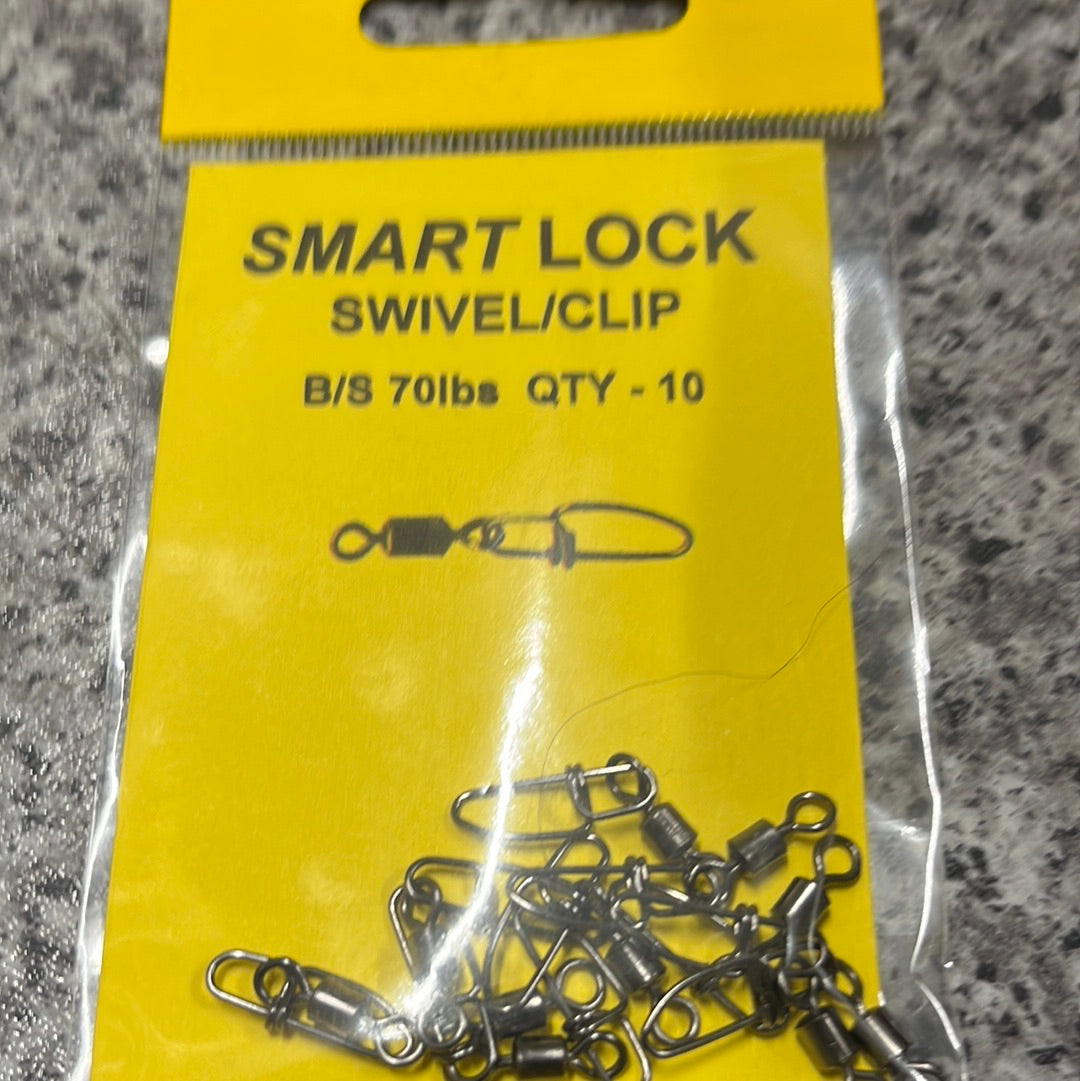 SMART LOCK
SWIVEL/CLIP
B/S 70lbs QTY - 10